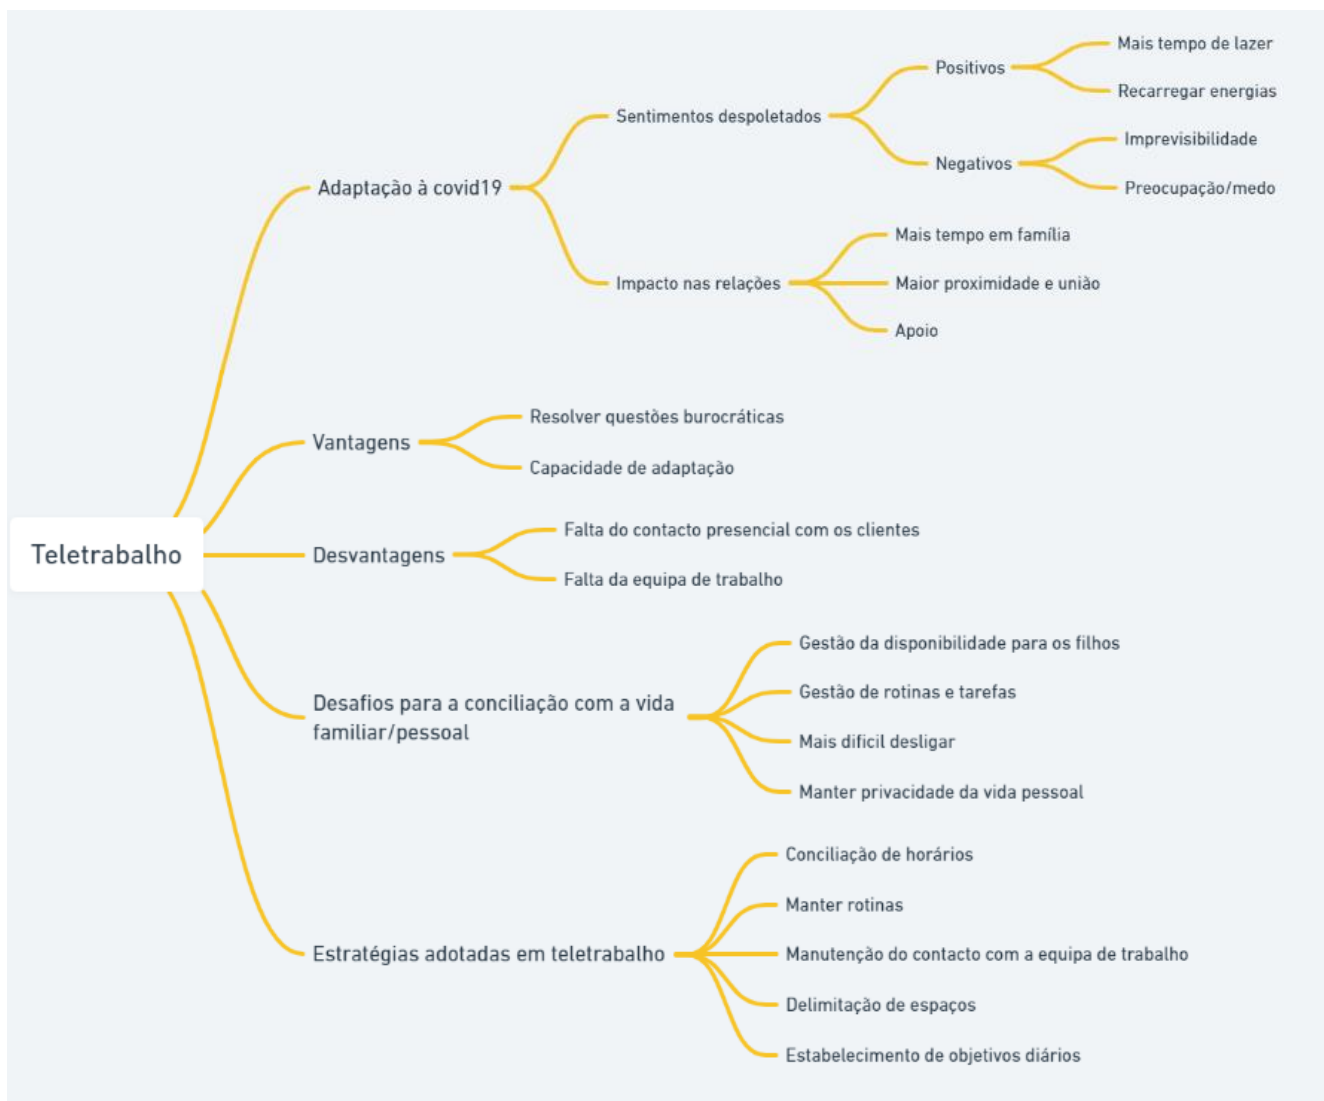 Teletrabalho
Adaptação à covid19
Sentimentos despoletados
Positivos
Mais tempo de lazer
Recarregar energias
Negativos
Imprevisibilidade
Preocupação/medo
Impacto nas relações
Mais tempo em família
Maior proximidade e união
Apoio
Vantagens
Resolver questões burocráticas
Capacidade de adaptação
Desvantagens
Falta do contacto presencial com os clientes
Falta da equipa de trabalho
Desafios para a conciliação com a vida
familiar/pessoal
Gestão da disponibilidade para os filhos
Gestão de rotinas e tarefas
Mais dificil desligar
Manter privacidade da vida pessoal
Estratégias adotadas em teletrabalho
Conciliação de horários
Manter rotinas
Manutenção do contacto com a equipa de trabalho
Delimitação de espaços
Estabelecimento de objetivos diários